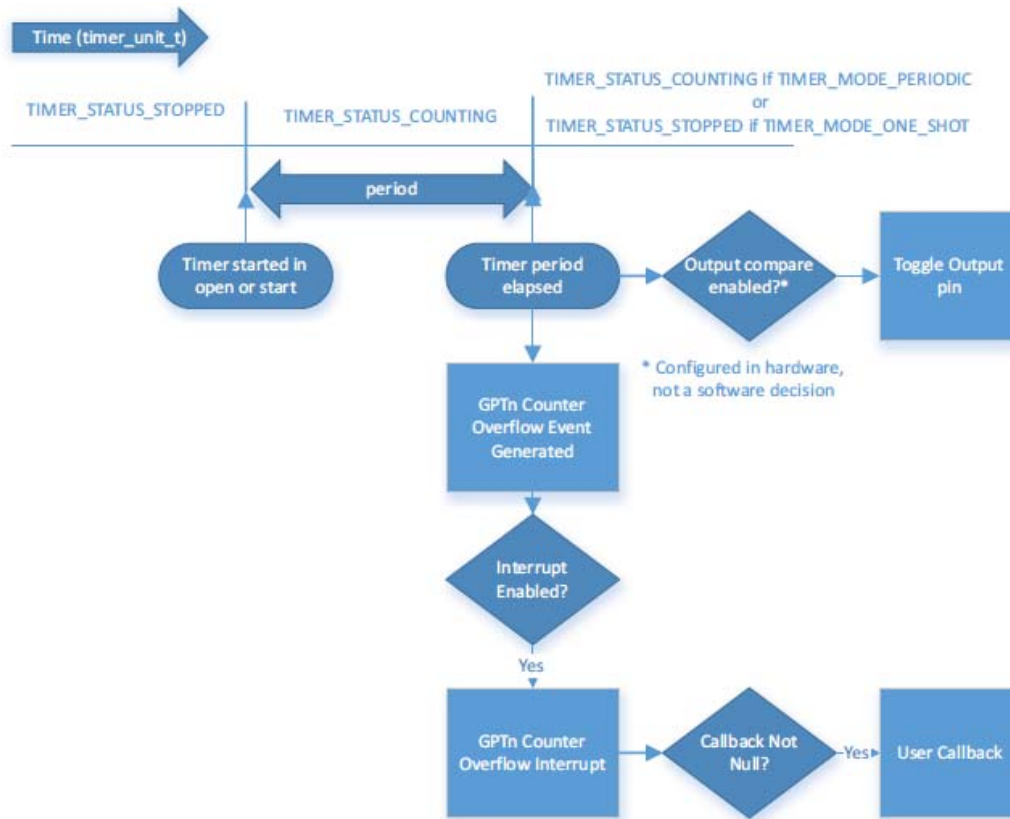 Time (timer_unit_t)
TIMER_STATUS_STOPPED
TIMER_STATUS_COUNTING
TIMER_STATUS_COUNTING if TIMER_MODE_PERIODIC
or
TIMER_STATUS_STOPPED if TIMER_MODE_ONE_SHOT
period
Timer started in
open or start
Timer period
elapsed
Output compare
enabled?*
Toggle Output
pin
* Configured in hardware,
not a software decision
GPTn Counter
Overflow Event
Generated
Interrupt
Enabled?
Yes
GPTn Counter
Overflow Interrupt
Callback Not
Null?
Yes
User Callback